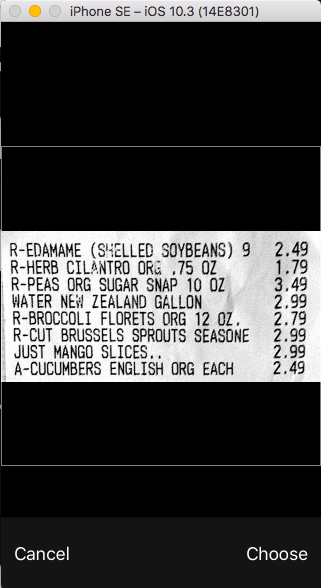 iPhone SE – iOS 10.3 (14E8301)
R-EDAMAME (SHELLED SOYBEANS) 9 2.49
R-HERB CILANTRO ORG .75 OZ 1.79
R-PEAS ORG SUGAR SNAP 10 OZ 3.49
WATER NEW ZEALAND GALLON 2.99
R-BROCCOLI FLORETS ORG 12 OZ. 2.79
R-CUT BRUSSELS SPROUTS SEASONE 2.99
JUST MANGO SLICES.. 2.99
A-CUCUMBERS ENGLISH ORG EACH 2.49
Cancel Choose